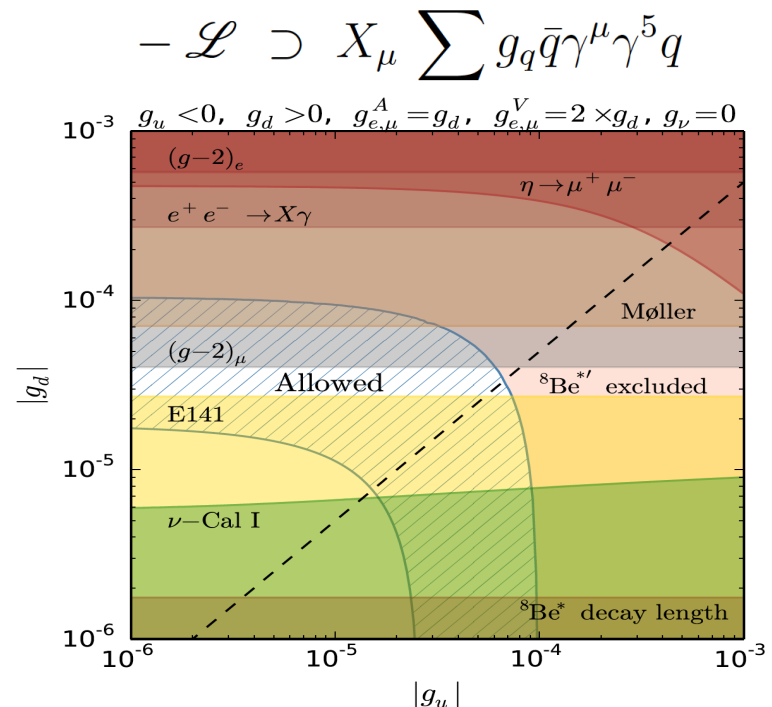 − ℒ ⊃ X_μ ∑ g_q q̄γ^μγ^5q
g_u <0, g_d >0, g^A_{e,μ}=g_d, g^V_{e,μ}=2 ×g_d, g_ν=0
10^-3
(g−2)_e
η→μ^+ μ^-
e^+ e^- →Xγ
10^-4
Møller
(g−2)_μ
Allowed
^8Be^*′ excluded
|g_d|
E141
10^-5
ν−Cal I
^8Be^* decay length
10^-6
10^-6 10^-5 10^-4 10^-3
|g_u|